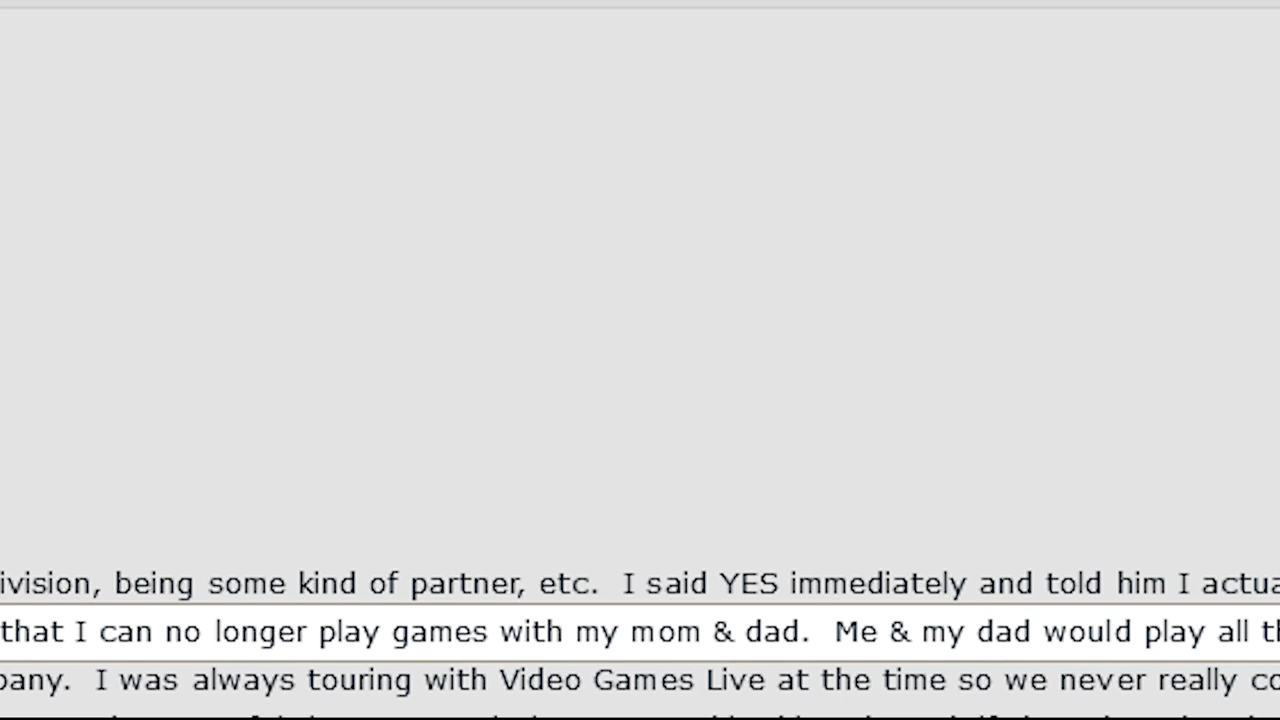 ivision, being some kind of partner, etc.  I said YES immediately and told him I actua
that I can no longer play games with my mom & dad.  Me & my dad would play all th
pany.  I was always touring with Video Games Live at the time so we never really co